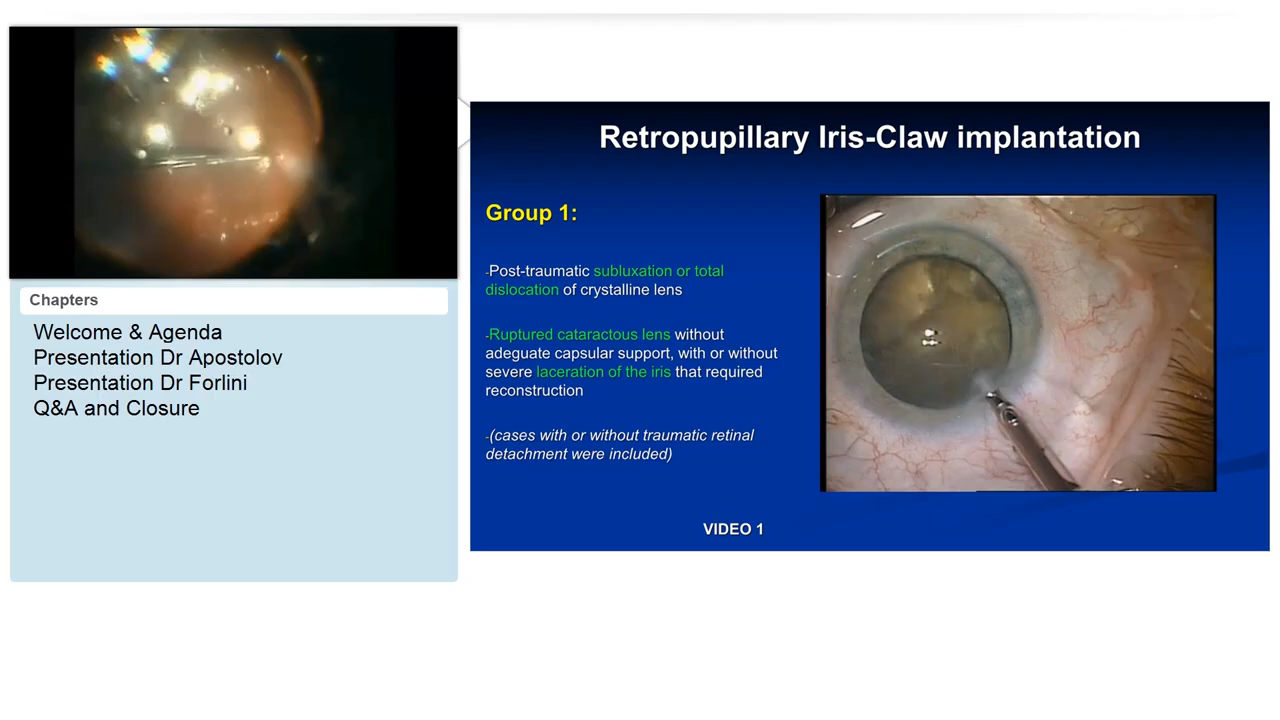 Chapters
Welcome & Agenda
Presentation Dr Apostolov
Presentation Dr Forlini
Q&A and Closure
Retropupillary Iris-Claw implantation
Group 1:
-Post-traumatic subluxation or total
dislocation of crystalline lens
-Ruptured cataractous lens without
adeguate capsular support, with or without
severe laceration of the iris that required
reconstruction
-(cases with or without traumatic retinal
detachment were included)
VIDEO 1